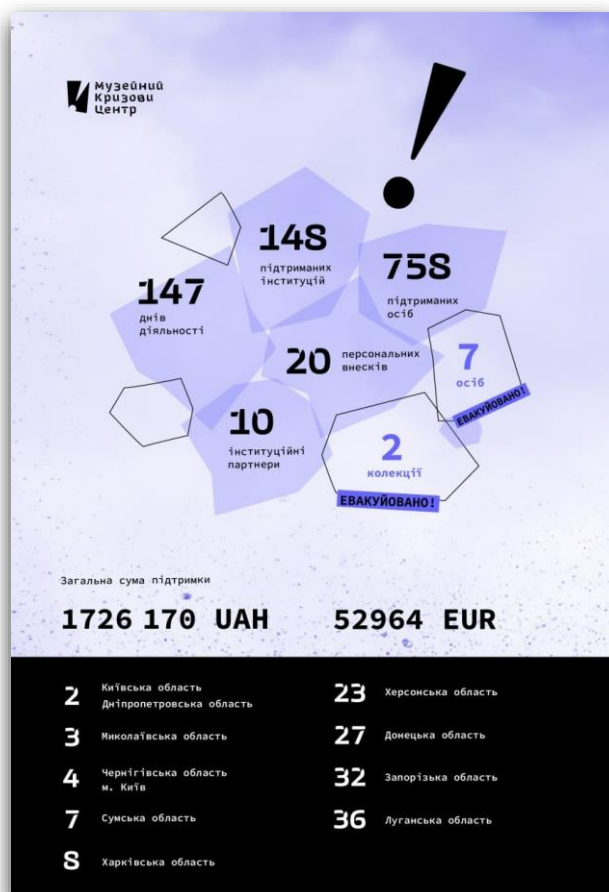 Музейний
Кризови
Центр
148
підтриманих
інституцій
758
підтриманих
осіб
147
днів
діяльності
20
персональних
внесків
7
осіб
ЕВАКУЙОВАНО!
10
інституційні
партнери
2
колекції
ЕВАКУЙОВАНО!
Загальна сума підтримки
1726 170 UAH
52964 EUR
2
Київська область
Дніпропетровська область
3
Миколаївська область
4
Чернігівська область
м. Київ
7
Сумська область
8
Харківська область
23
Херсонська область
27
Донецька область
32
Запорізька область
36
Луганська область